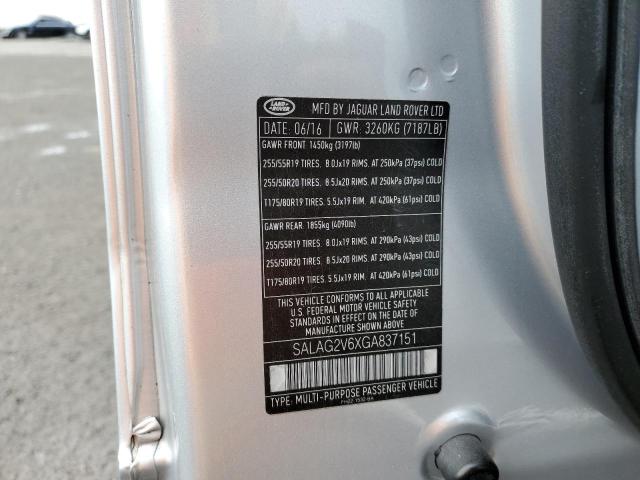 LAND ROVER
MFD BY JAGUAR LAND ROVER LTD
DATE: 06/16 GWR: 3260KG (7187LB)
GAWR FRONT 1450kg (3197lb)
255/55R19 TIRES. 8.0Jx19 RIMS. AT 250kPa (37psi) COLD
255/50R20 TIRES. 8.5Jx20 RIMS. AT 250kPa (37psi) COLD
T175/80R19 TIRES. 5.5Jx19 RIM. AT 420kPa (61psi) COLD
GAWR REAR. 1855kg (4090lb)
255/55R19 TIRES. 8.0Jx19 RIMS. AT 290kPa (43psi) COLD
255/50R20 TIRES. 8.5Jx20 RIMS. AT 290kPa (43psi) COLD
T175/80R19 TIRES. 5.5Jx19 RIM. AT 420kPa (61psi) COLD
THIS VEHICLE CONFORMS TO ALL APPLICABLE
U.S. FEDERAL MOTOR VEHICLE SAFETY
STANDARDS IN EFFECT ON THE DATE OF
MANUFACTURE SHOWN ABOVE
SALAG2V6XGA837151
TYPE: MULTI-PURPOSE PASSENGER VEHICLE